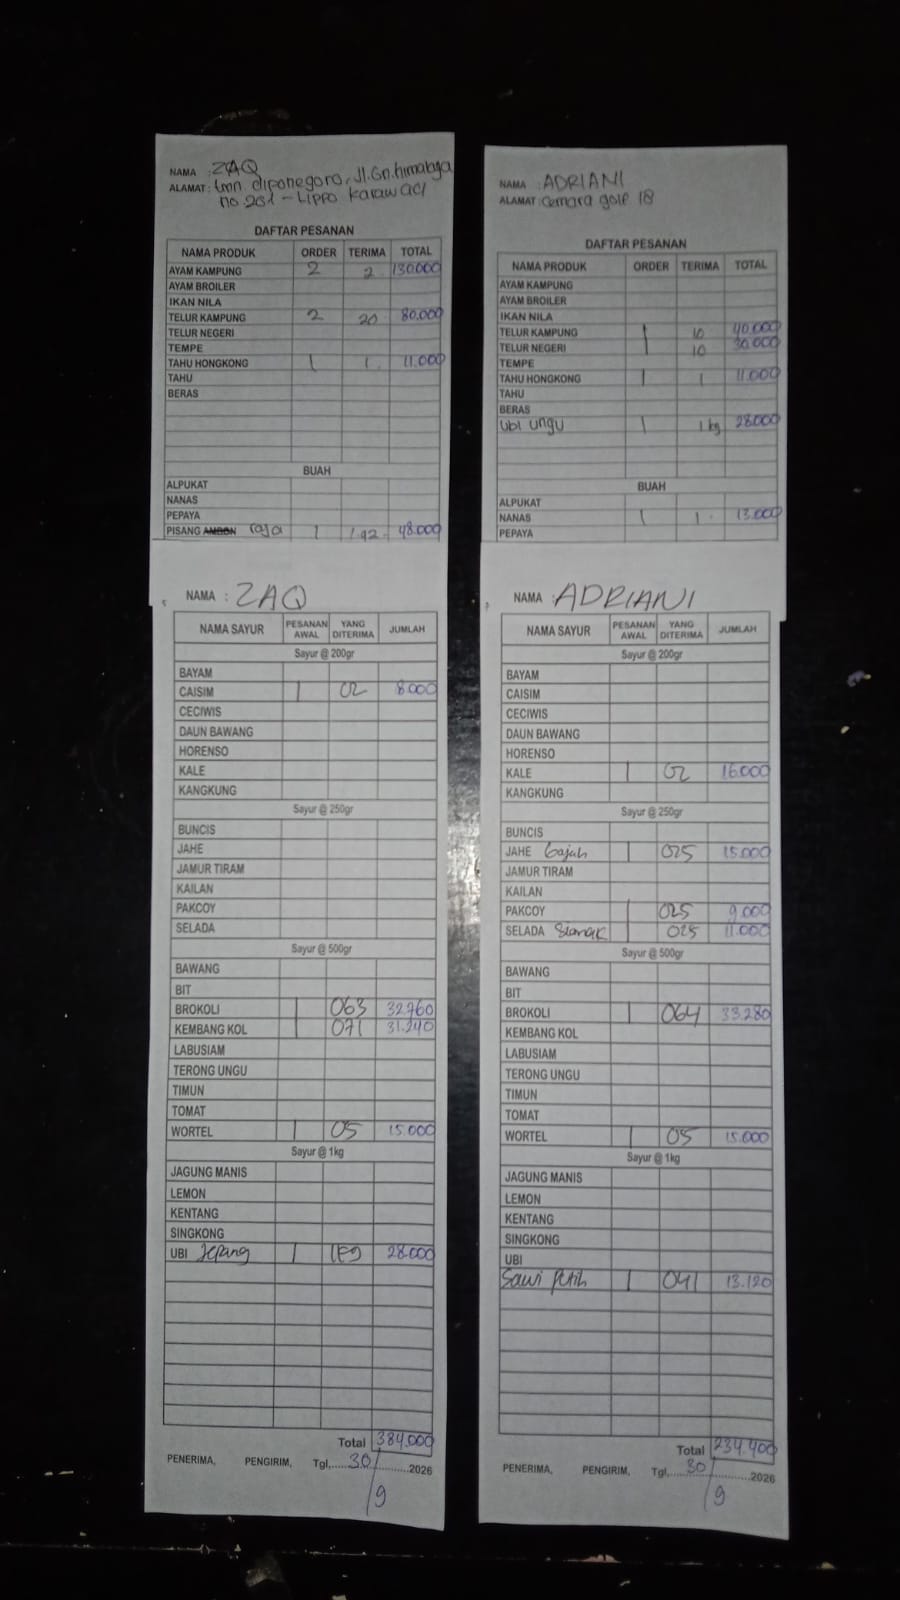 NAMA : ZAQ
ALAMAT : tmn diponegoro, Jl.Gn.himalaya
no.201 - LIPPO Karawaci
DAFTAR PESANAN
NAMA PRODUK ORDER TERIMA TOTAL
AYAM KAMPUNG 2 2 130.000
AYAM BROILER
IKAN NILA
TELUR KAMPUNG 2 20 80.000
TELUR NEGERI
TEMPE
TAHU HONGKONG 1 1. 11.000
TAHU
BERAS
BUAH
ALPUKAT
NANAS
PEPAYA
PISANG AMBON raja 1 1.92. 48.000
NAMA : ZAQ
NAMA SAYUR PESANAN AWAL YANG DITERIMA JUMLAH
Sayur @ 200gr
BAYAM
CAISIM 1 02 8.000
CECIWIS
DAUN BAWANG
HORENSO
KALE
KANGKUNG
Sayur @ 250gr
BUNCIS
JAHE
JAMUR TIRAM
KAILAN
PAKCOY
SELADA
Sayur @ 500gr
BAWANG
BIT
BROKOLI 1 063 32.760
KEMBANG KOL 1 071 31.240
LABUSIAM
TERONG UNGU
TIMUN
TOMAT
WORTEL 1 05 15.000
Sayur @ 1kg
JAGUNG MANIS
LEMON
KENTANG
SINGKONG
UBI Jepang 1 1kg 28.000
Total 384.000
PENERIMA, PENGIRIM, Tgl,.....30/9.....2026
NAMA : ADRIANI
ALAMAT : cemara golf 18
DAFTAR PESANAN
NAMA PRODUK ORDER TERIMA TOTAL
AYAM KAMPUNG
AYAM BROILER
IKAN NILA
TELUR KAMPUNG 1 10 40.000
TELUR NEGERI 1 10 30.000
TEMPE
TAHU HONGKONG 1 1 11.000
TAHU
BERAS
ubi ungu 1 1 kg 28.000
BUAH
ALPUKAT
NANAS 1 1. 13.000
PEPAYA
NAMA : ADRIANI
NAMA SAYUR PESANAN AWAL YANG DITERIMA JUMLAH
Sayur @ 200gr
BAYAM
CAISIM
CECIWIS
DAUN BAWANG
HORENSO
KALE 1 02 16.000
KANGKUNG
Sayur @ 250gr
BUNCIS
JAHE Gajah 1 025 15.000
JAMUR TIRAM
KAILAN
PAKCOY 1 025 9.000
SELADA 1 025 11.000
Sayur @ 500gr
BAWANG
BIT
BROKOLI 1 064 33.280
KEMBANG KOL
LABUSIAM
TERONG UNGU
TIMUN
TOMAT
WORTEL 1 05 15.000
Sayur @ 1kg
JAGUNG MANIS
LEMON
KENTANG
SINGKONG
UBI
Sawi Putih 1 041 13.120
Total 234.400
PENERIMA, PENGIRIM, Tgl,.....30/9.....2026